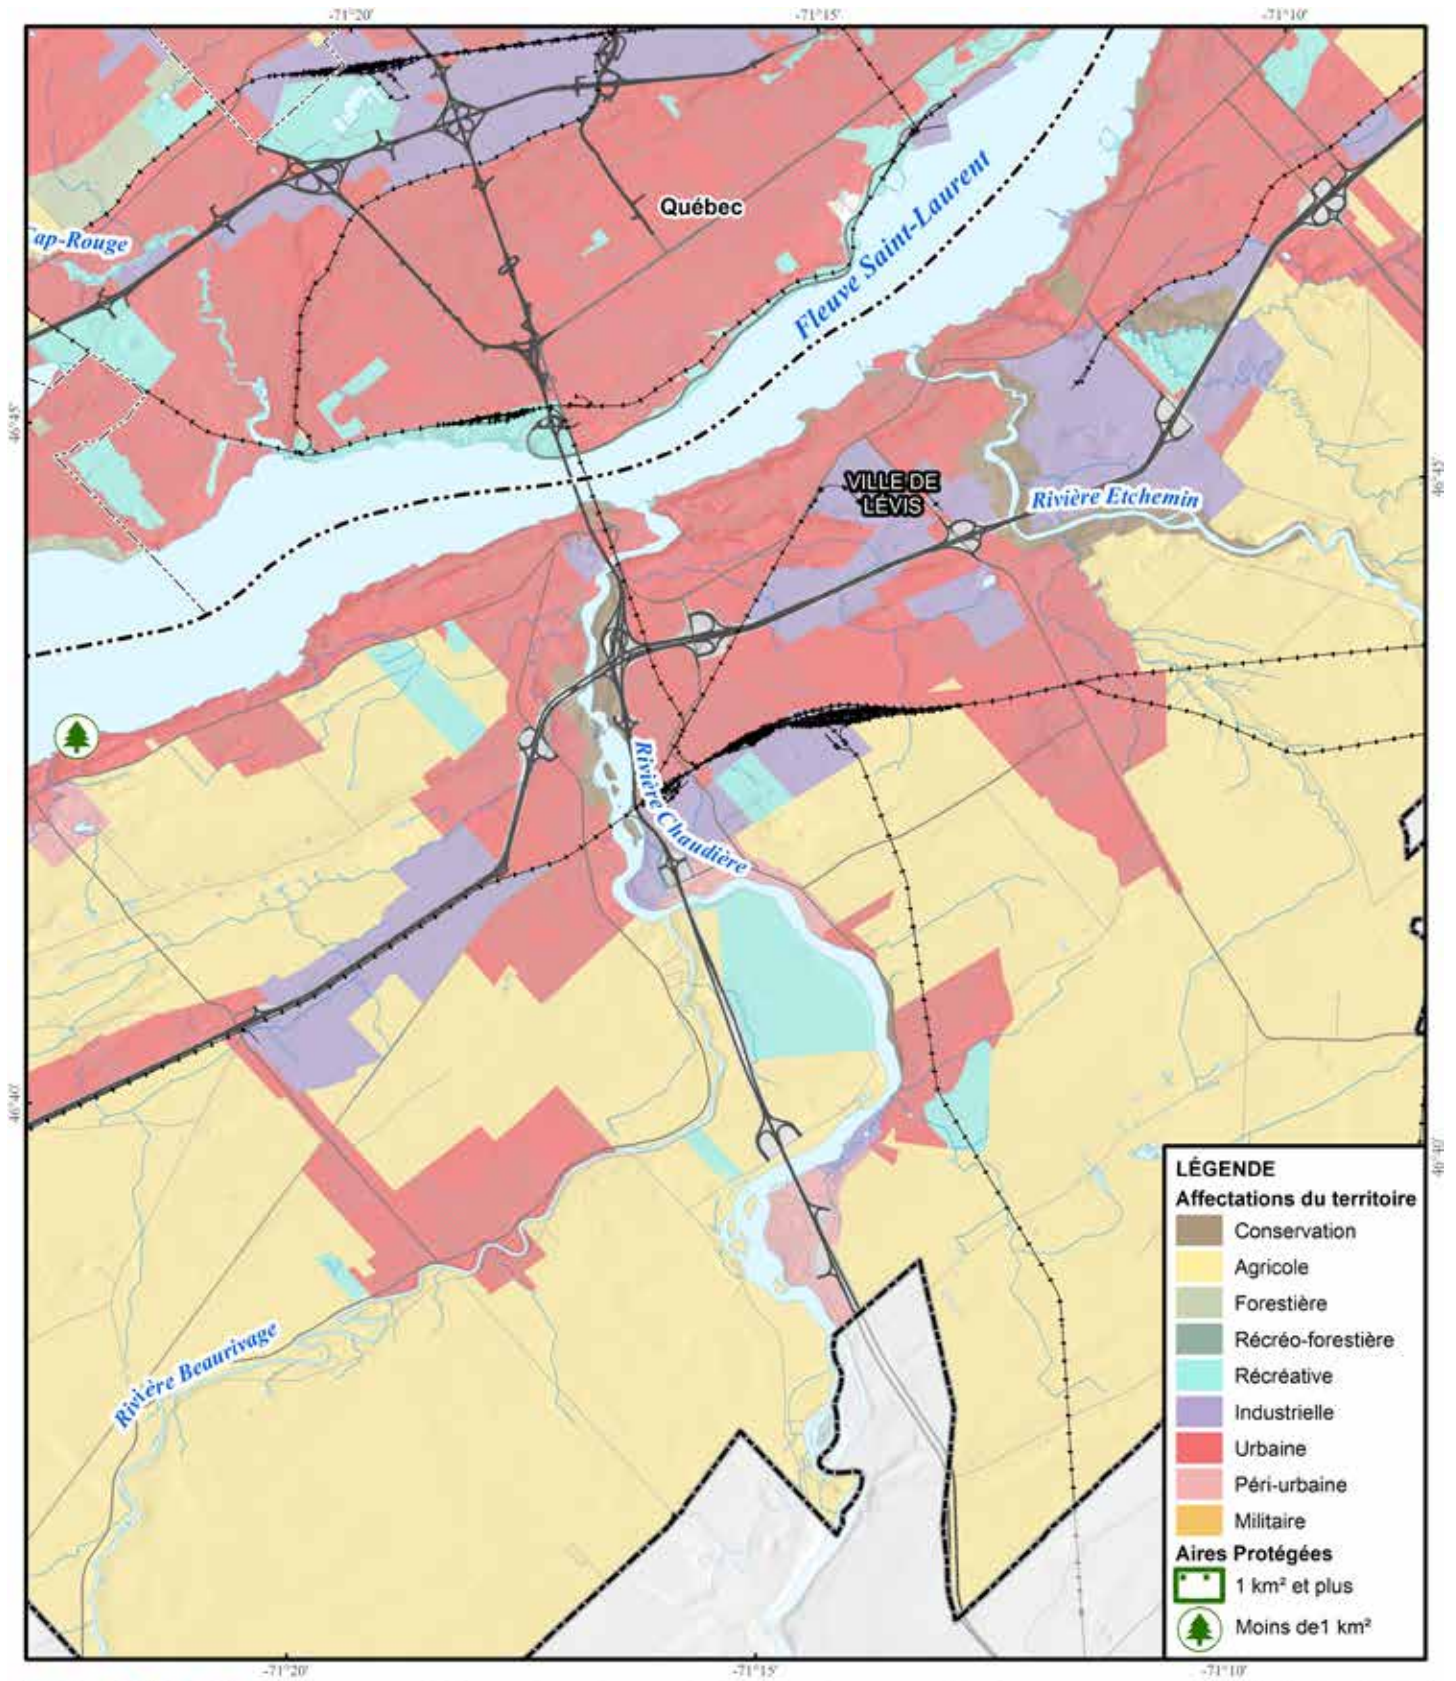 -71°20'
-71°15'
-71°10'
Québec
Cap-Rouge
Fleuve Saint-Laurent
46°45'
46°45'
VILLE DE
LÉVIS
Rivière Etchemin
Rivière Chaudière
46°40'
46°40'
Rivière Beaurivage
LÉGENDE
Affectations du territoire
Conservation
Agricole
Forestière
Récréo-forestière
Récréative
Industrielle
Urbaine
Péri-urbaine
Militaire
Aires Protégées
1 km² et plus
Moins de1 km²
-71°20'
-71°15'
-71°10'